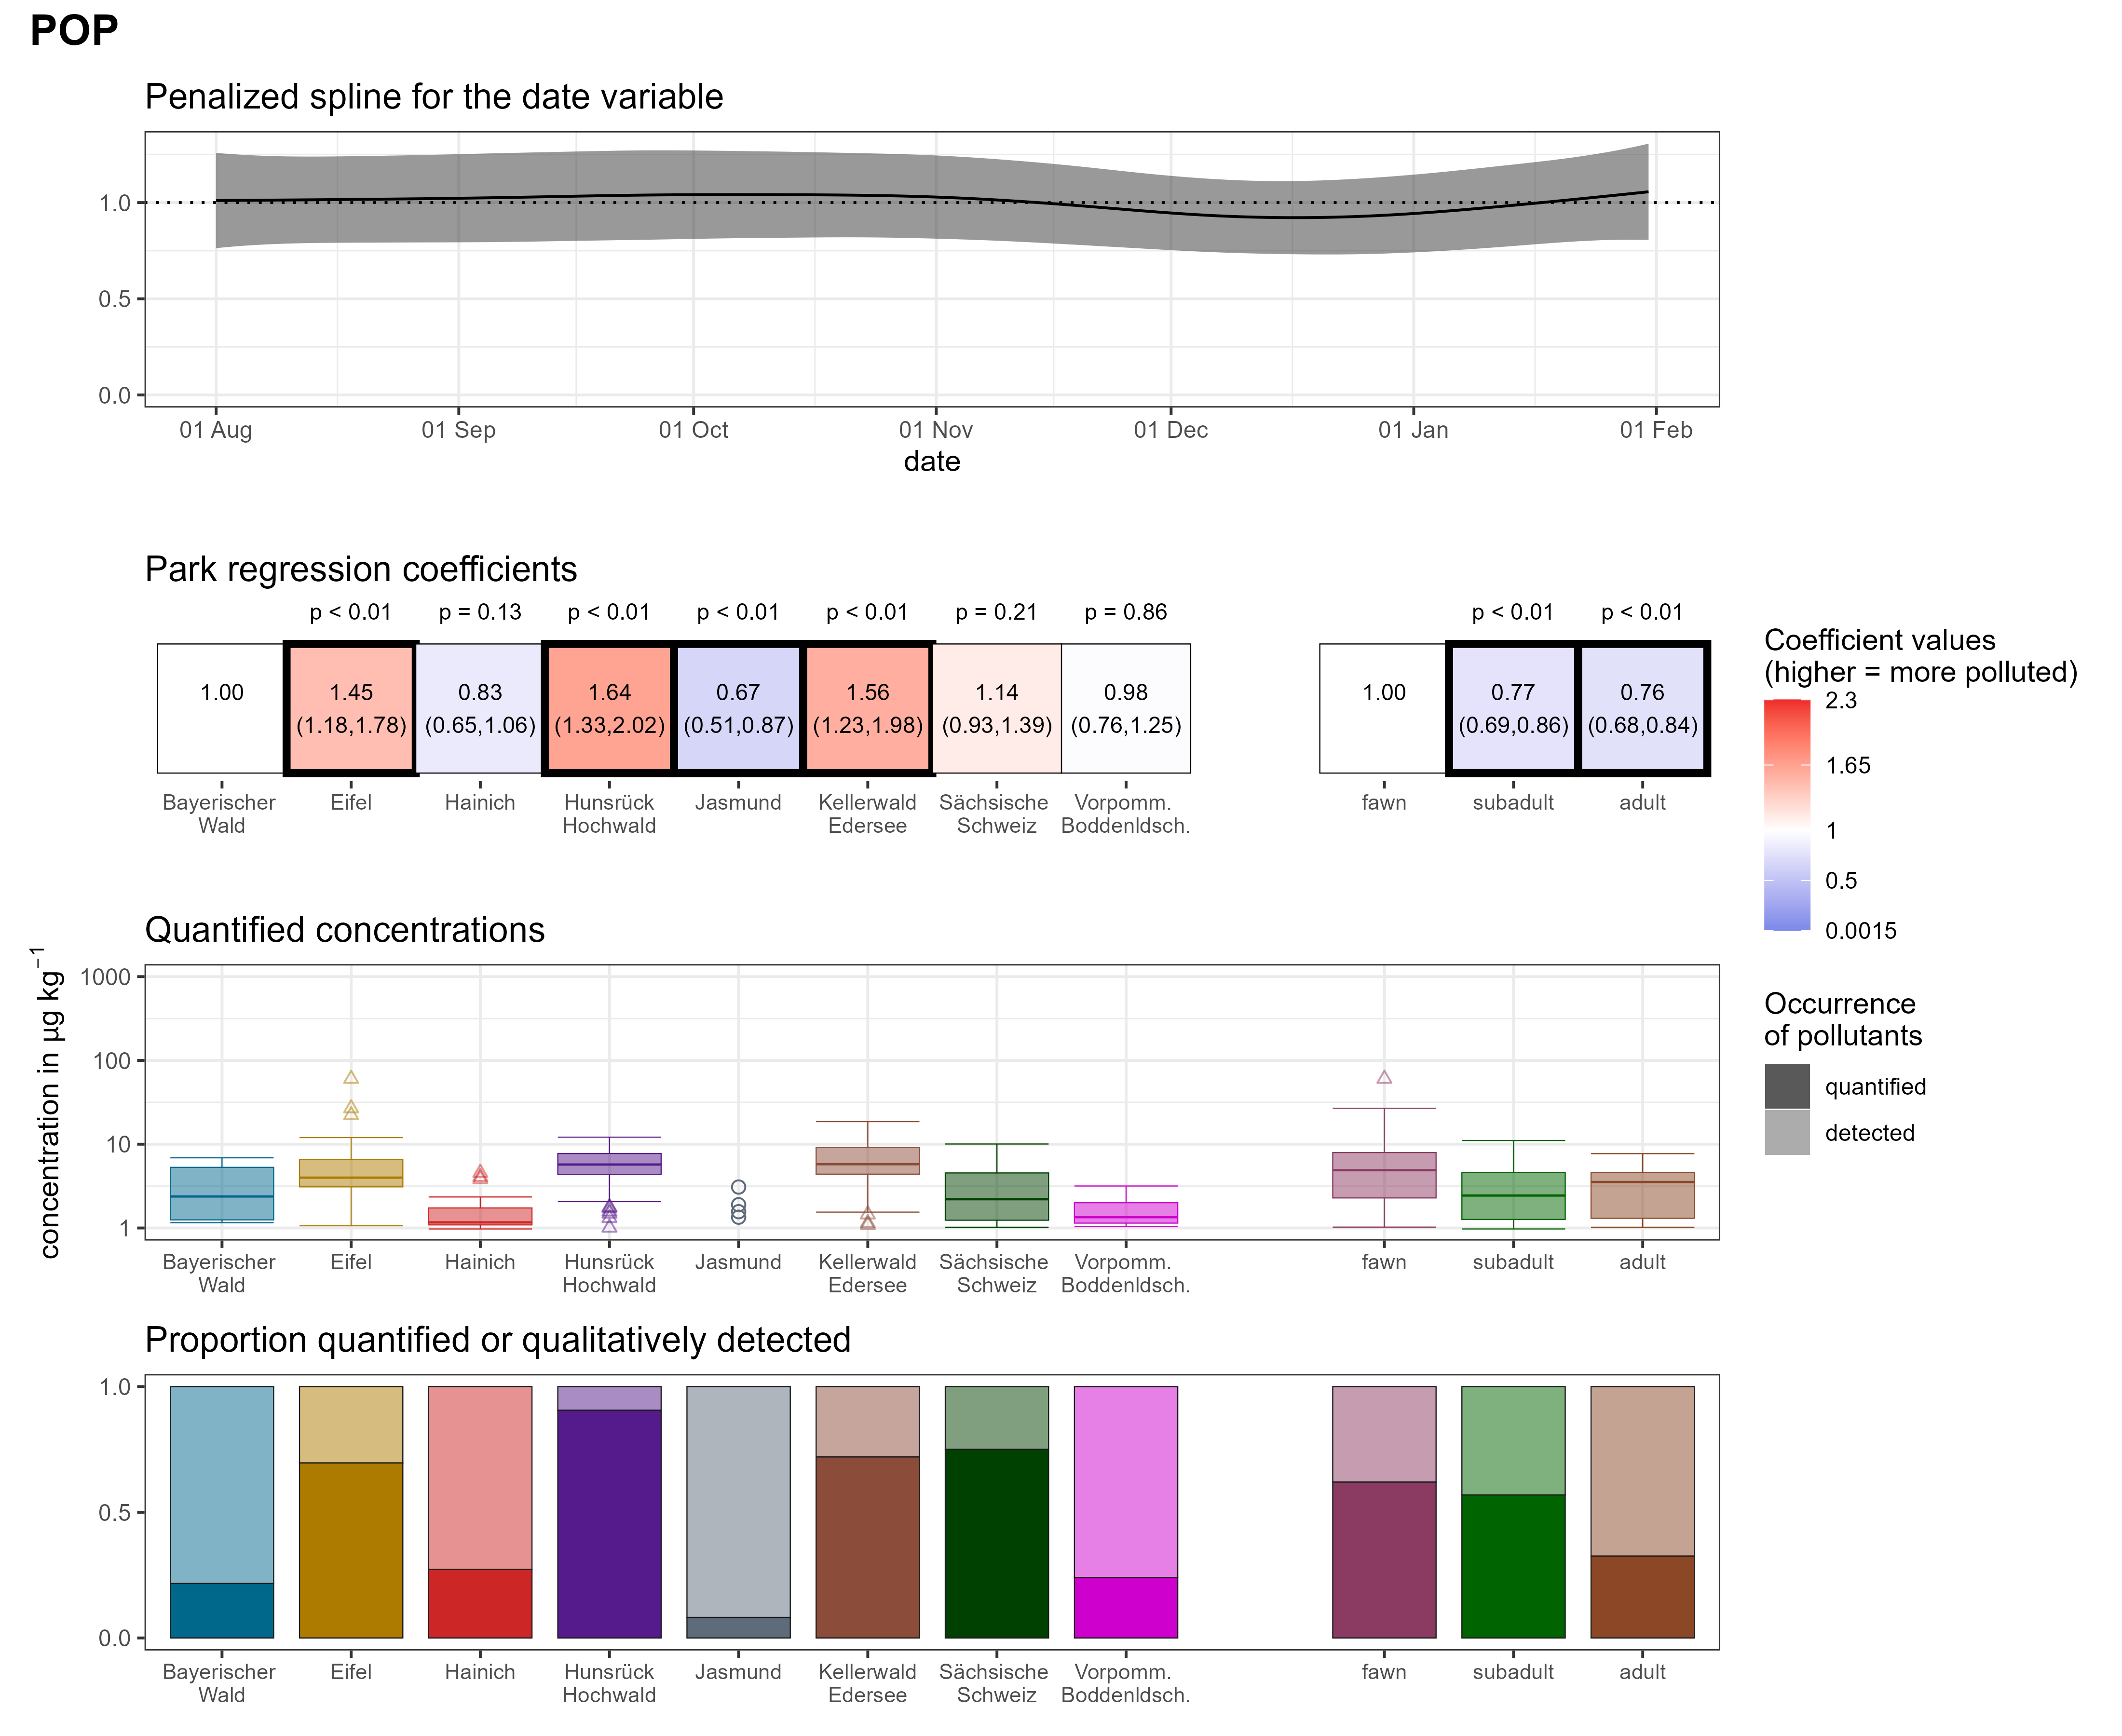 POP
Penalized spline for the date variable
1.0
0.5
0.0
01 Aug 01 Sep 01 Oct 01 Nov 01 Dec 01 Jan 01 Feb
date
Park regression coefficients
p < 0.01 p = 0.13 p < 0.01 p < 0.01 p < 0.01 p = 0.21 p = 0.86 p < 0.01 p < 0.01
1.00 1.45 0.83 1.64 0.67 1.56 1.14 0.98 1.00 0.77 0.76
(1.18,1.78) (0.65,1.06) (1.33,2.02) (0.51,0.87) (1.23,1.98) (0.93,1.39) (0.76,1.25) (0.69,0.86) (0.68,0.84)
Bayerischer Eifel Hainich Hunsrück Jasmund Kellerwald Sächsische Vorpomm. fawn subadult adult
Wald Hochwald Edersee Schweiz Boddenldsch.
Coefficient values
(higher = more polluted)
2.3
1.65
1
0.5
0.0015
Quantified concentrations
concentration in µg kg⁻¹
1000
100
10
1
Bayerischer Eifel Hainich Hunsrück Jasmund Kellerwald Sächsische Vorpomm. fawn subadult adult
Wald Hochwald Edersee Schweiz Boddenldsch.
Occurrence
of pollutants
quantified
detected
Proportion quantified or qualitatively detected
1.0
0.5
0.0
Bayerischer Eifel Hainich Hunsrück Jasmund Kellerwald Sächsische Vorpomm. fawn subadult adult
Wald Hochwald Edersee Schweiz Boddenldsch.